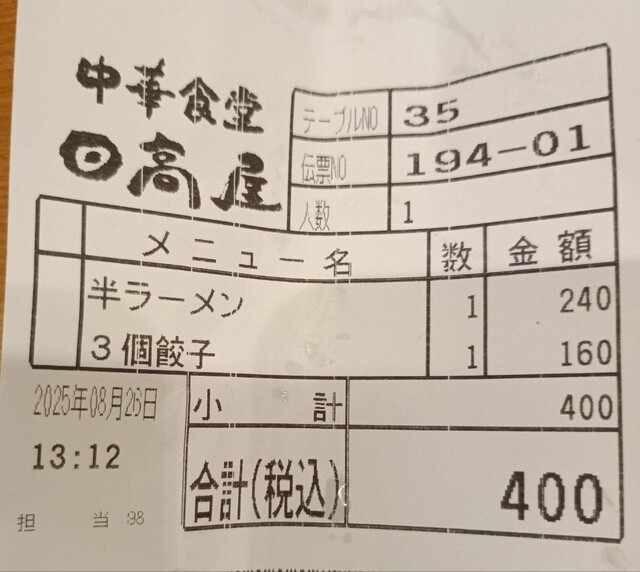 中華食堂
日高屋
テーブルNO 35
伝票NO 194-01
人数 1
メニュー名 数 金額
半ラーメン 1 240
3個餃子 1 160
2025年08月26日
小計 400
13:12
合計(税込) 400
担当 98